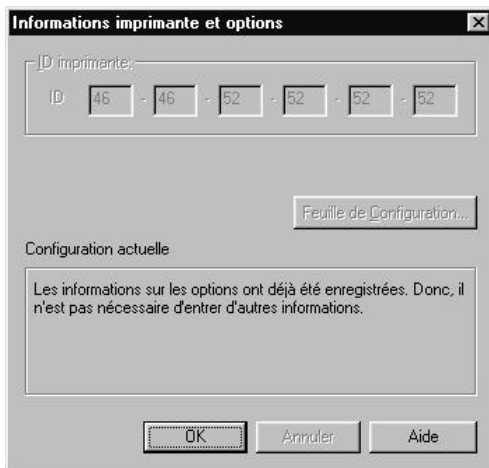 Informations imprimante et options
ID imprimante:
ID 46 - 46 - 52 - 52 - 52 - 52
Feuille de Configuration...
Configuration actuelle
Les informations sur les options ont déjà été enregistrées. Donc, il
n'est pas nécessaire d'entrer d'autres informations.
OK Annuler Aide